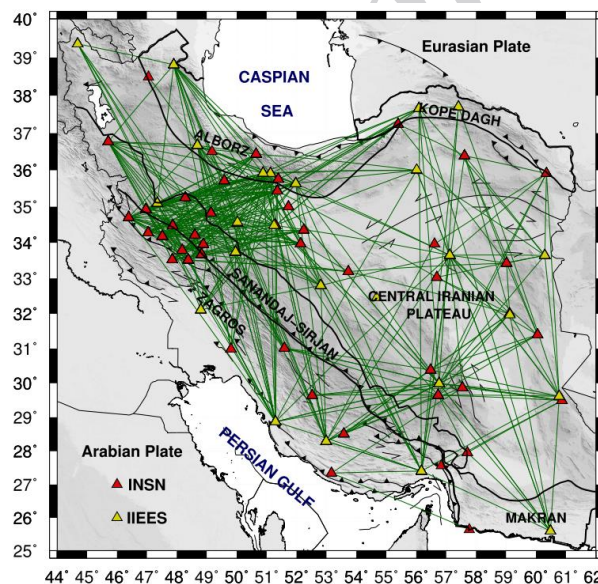 40°
39°
38°
37°
36°
35°
34°
33°
32°
31°
30°
29°
28°
27°
26°
25°
Eurasian Plate
CASPIAN
SEA
KOPE DAGH
ALBORZ
SANANDAJ-SIRJAN
ZAGROS
CENTRAL IRANIAN
PLATEAU
PERSIAN GULF
Arabian Plate
INSN
IIEES
MAKRAN
44° 45° 46° 47° 48° 49° 50° 51° 52° 53° 54° 55° 56° 57° 58° 59° 60° 61° 62